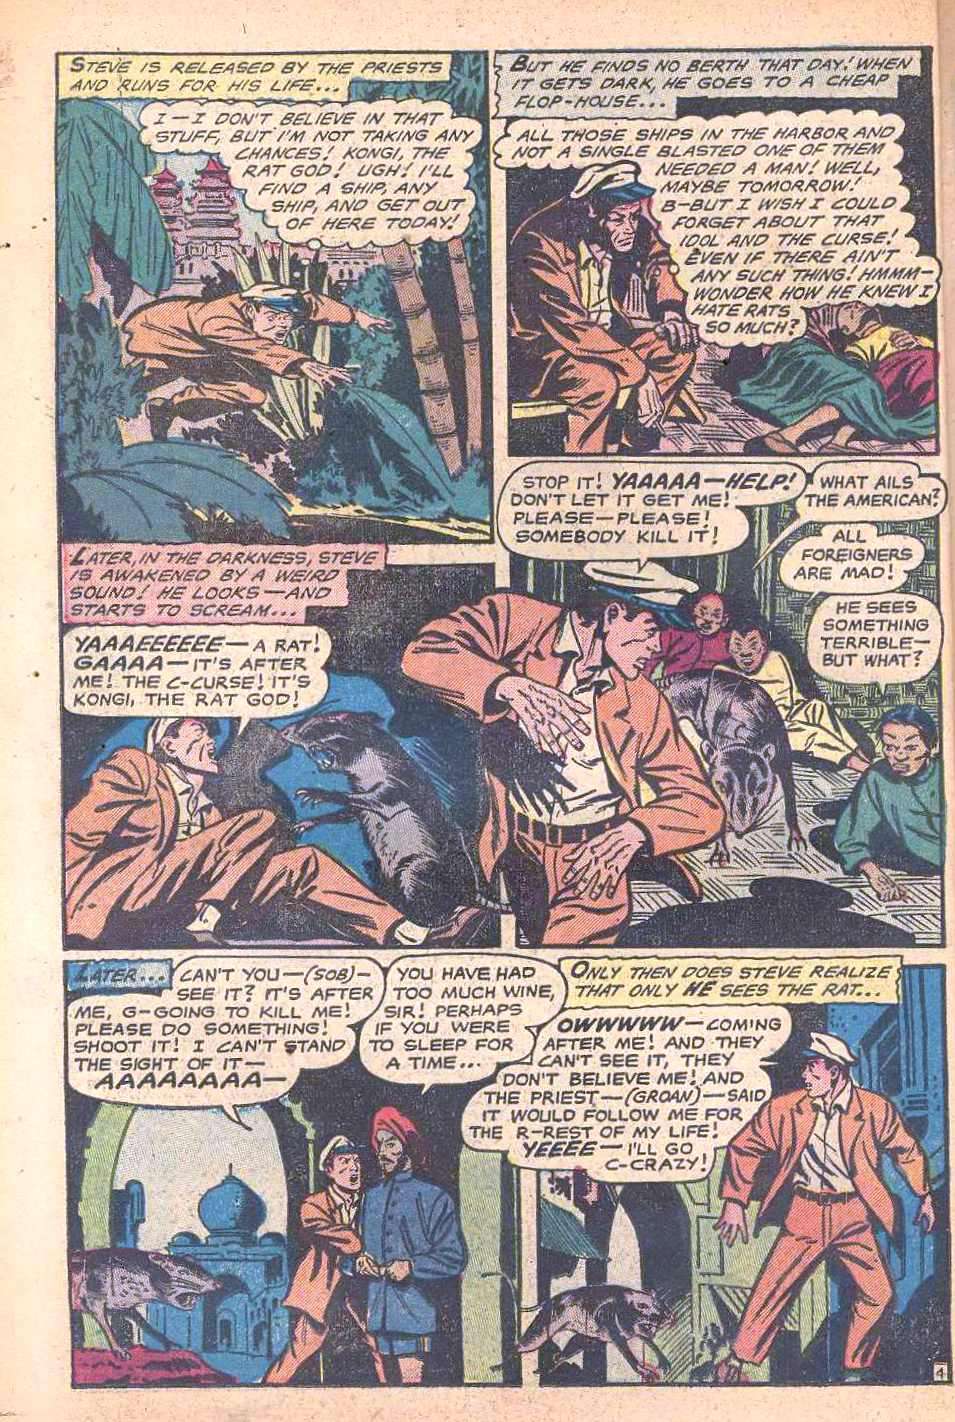 STEVE IS RELEASED BY THE PRIESTS
AND RUNS FOR HIS LIFE...
I-I DON'T BELIEVE IN THAT
STUFF, BUT I'M NOT TAKING ANY
CHANCES! KONGI, THE
RAT GOD! UGH! I'LL
FIND A SHIP, ANY
SHIP, AND GET OUT
OF HERE TODAY!
BUT HE FINDS NO BERTH THAT DAY! WHEN
IT GETS DARK, HE GOES TO A CHEAP
FLOP-HOUSE...
ALL THOSE SHIPS IN THE HARBOR AND
NOT A SINGLE BLASTED ONE OF THEM
NEEDED A MAN! WELL,
MAYBE TOMORROW!
B-BUT I WISH I COULD
FORGET ABOUT THAT
IDOL AND THE CURSE!
EVEN IF THERE AIN'T
ANY SUCH THING! HMMM-
WONDER HOW HE KNEW I
HATE RATS
SO MUCH?
LATER, IN THE DARKNESS, STEVE
IS AWAKENED BY A WEIRD
SOUND! HE LOOKS-AND
STARTS TO SCREAM...
YAAAEEEEEE-A RAT!
GAAAA-IT'S AFTER
ME! THE C-CURSE! IT'S
KONGI, THE RAT GOD!
STOP IT! YAAAAA-HELP!
DON'T LET IT GET ME!
PLEASE-PLEASE!
SOMEBODY KILL IT!
WHAT AILS
THE AMERICAN?
ALL
FOREIGNERS
ARE MAD!
HE SEES
SOMETHING
TERRIBLE-
BUT WHAT?
LATER...
CAN'T YOU-(SOB)-
SEE IT? IT'S AFTER
ME, G-GOING TO KILL ME!
PLEASE DO SOMETHING!
SHOOT IT! I CAN'T STAND
THE SIGHT OF IT-
AAAAAAAA-
YOU HAVE HAD
TOO MUCH WINE,
SIR! PERHAPS
IF YOU WERE
TO SLEEP FOR
A TIME...
ONLY THEN DOES STEVE REALIZE
THAT ONLY HE SEES THE RAT...
OWWWWW-COMING
AFTER ME! AND THEY
CAN'T SEE IT, THEY
DON'T BELIEVE ME! AND
THE PRIEST-(GROAN)-SAID
IT WOULD FOLLOW ME FOR
THE R-REST OF MY LIFE!
YEEEE-I'LL GO
C-CRAZY!
4